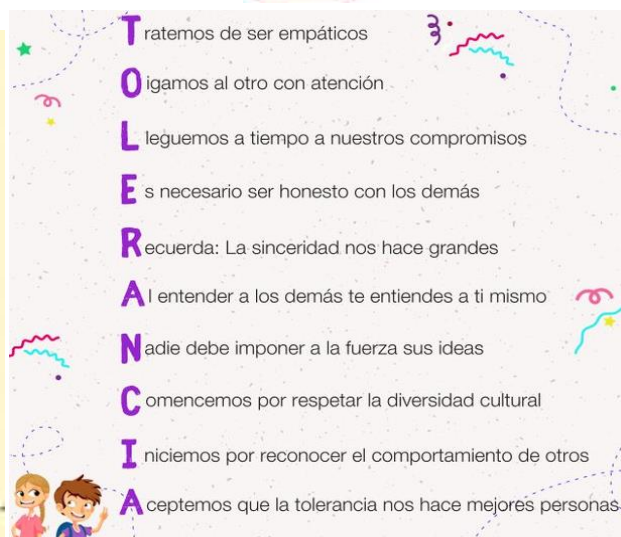 Tratemos de ser empáticos
Oigamos al otro con atención
Lleguemos a tiempo a nuestros compromisos
Es necesario ser honesto con los demás
Recuerda: La sinceridad nos hace grandes
Al entender a los demás te entiendes a ti mismo
Nadie debe imponer a la fuerza sus ideas
Comencemos por respetar la diversidad cultural
Iniciemos por reconocer el comportamiento de otros
Aceptemos que la tolerancia nos hace mejores personas